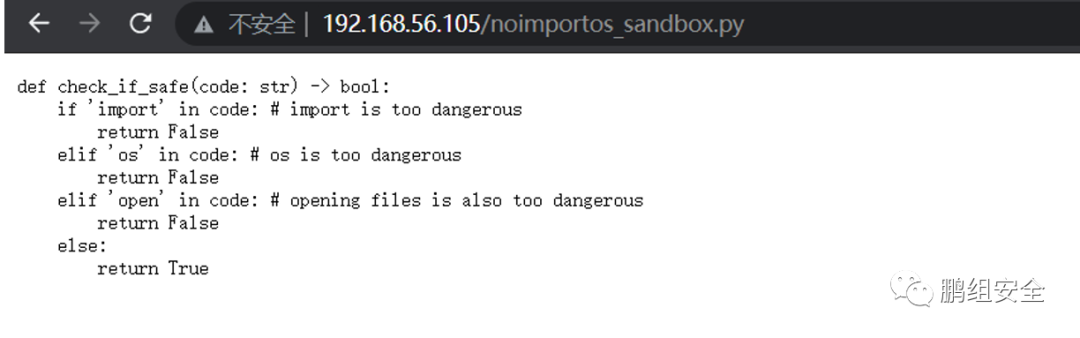 不安全 | 192.168.56.105/noimportos_sandbox.py
def check_if_safe(code: str) -> bool:
    if 'import' in code: # import is too dangerous
        return False
    elif 'os' in code: # os is too dangerous
        return False
    elif 'open' in code: # opening files is also too dangerous
        return False
    else:
        return True
鹏组安全